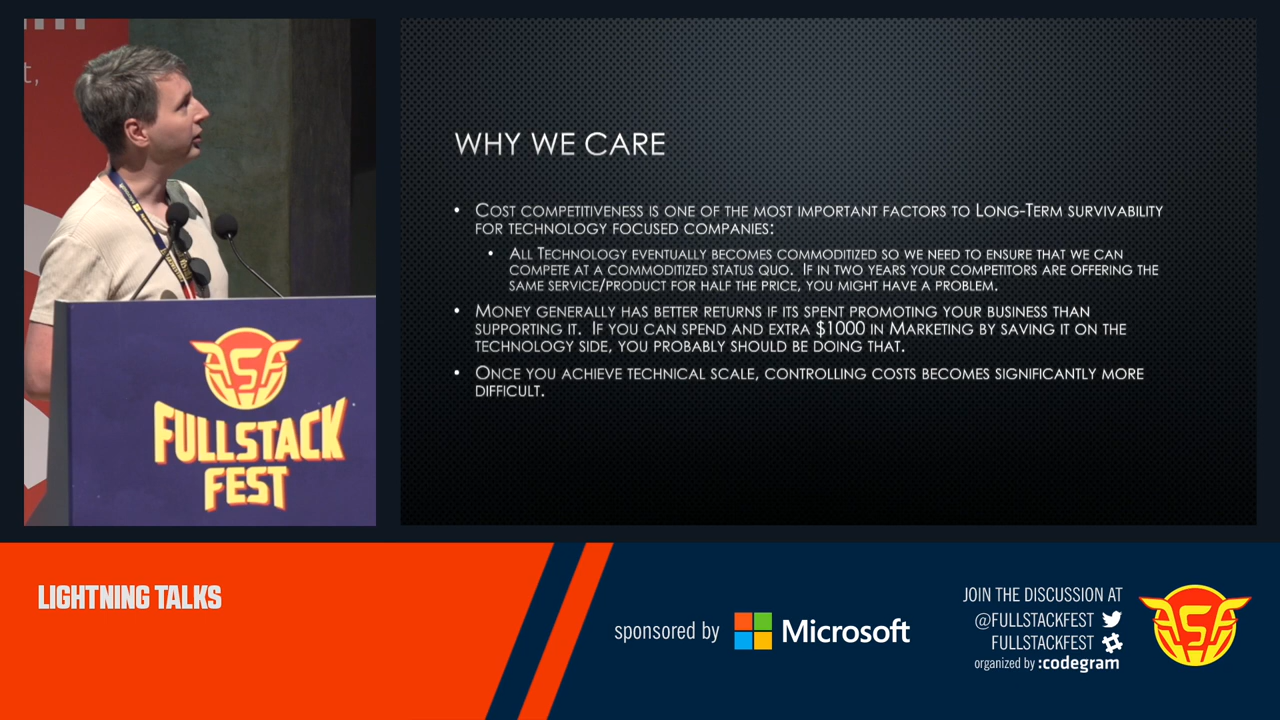 WHY WE CARE
• COST COMPETITIVENESS IS ONE OF THE MOST IMPORTANT FACTORS TO LONG-TERM SURVIVABILITY
FOR TECHNOLOGY FOCUSED COMPANIES:
• ALL TECHNOLOGY EVENTUALLY BECOMES COMMODITIZED SO WE NEED TO ENSURE THAT WE CAN
COMPETE AT A COMMODITIZED STATUS QUO. IF IN TWO YEARS YOUR COMPETITORS ARE OFFERING THE
SAME SERVICE/PRODUCT FOR HALF THE PRICE, YOU MIGHT HAVE A PROBLEM.
• MONEY GENERALLY HAS BETTER RETURNS IF ITS SPENT PROMOTING YOUR BUSINESS THAN
SUPPORTING IT. IF YOU CAN SPEND AND EXTRA $1000 IN MARKETING BY SAVING IT ON THE
TECHNOLOGY SIDE, YOU PROBABLY SHOULD BE DOING THAT.
• ONCE YOU ACHIEVE TECHNICAL SCALE, CONTROLLING COSTS BECOMES SIGNIFICANTLY MORE
DIFFICULT.
FSF
FULLSTACK
FEST
LIGHTNING TALKS
sponsored by Microsoft
JOIN THE DISCUSSION AT
@FULLSTACKFEST
FULLSTACKFEST
organized by :codegram
FSF